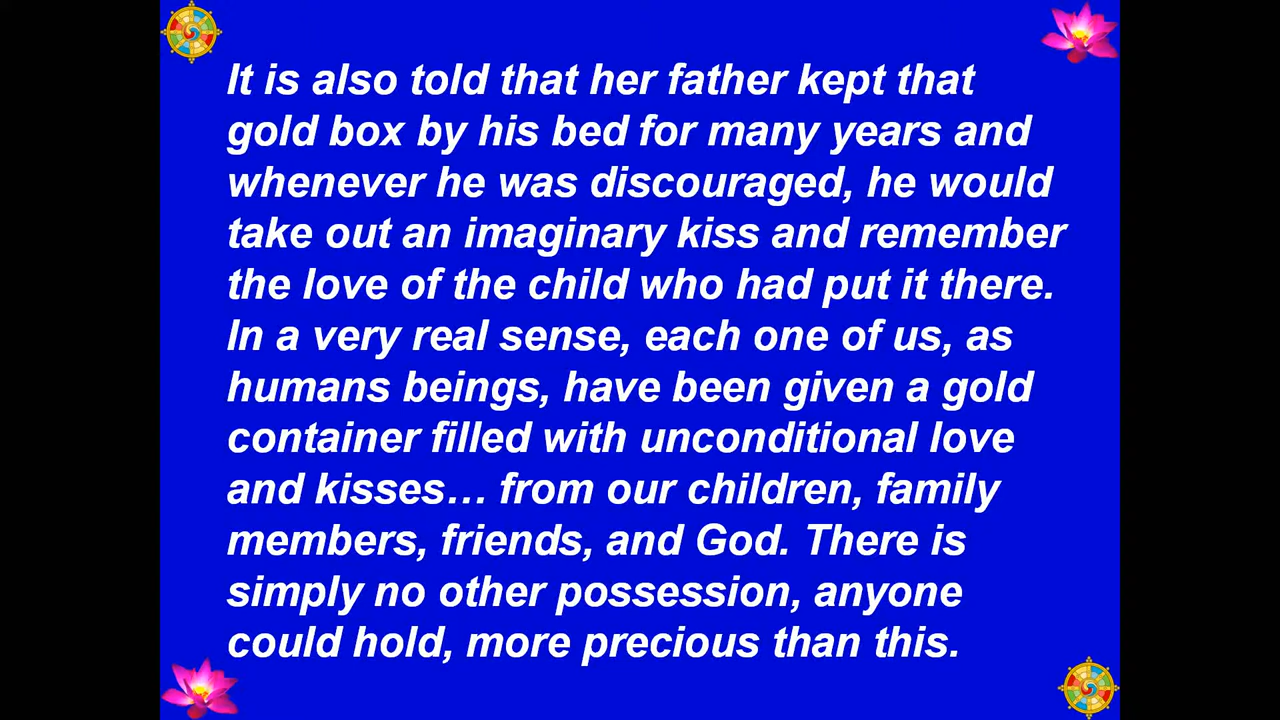 It is also told that her father kept that
gold box by his bed for many years and
whenever he was discouraged, he would
take out an imaginary kiss and remember
the love of the child who had put it there.
In a very real sense, each one of us, as
humans beings, have been given a gold
container filled with unconditional love
and kisses… from our children, family
members, friends, and God. There is
simply no other possession, anyone
could hold, more precious than this.